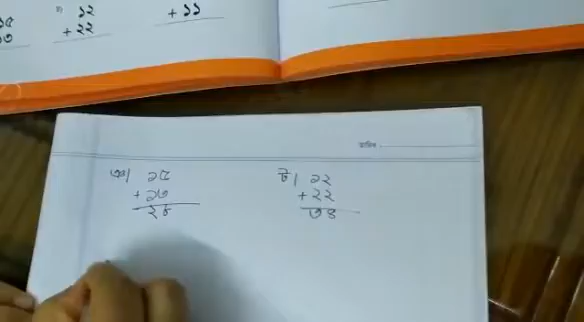 ১২
+ ২২
+ ১১
তারিখ
ঞ| ১৫
+ ১৩
২৮
ট| ১২
+ ২২
৩৪